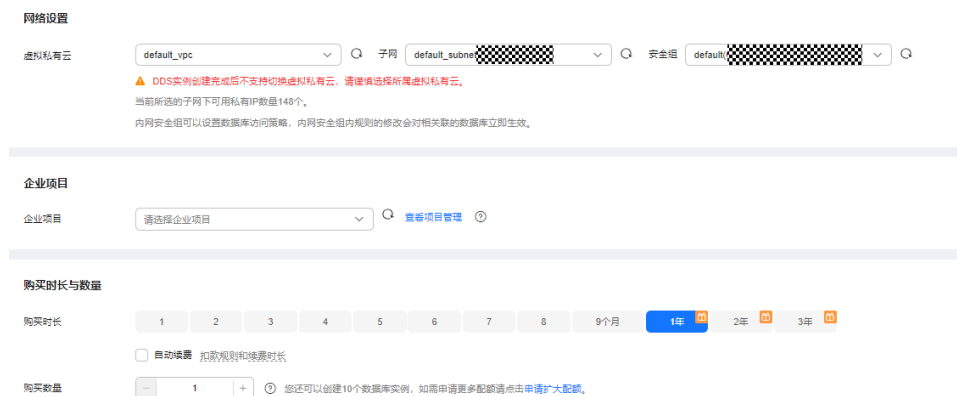 网络设置
虚拟私有云 default_vpc 子网 default_subnet 安全组 default(
DDS实例创建完成后不支持切换虚拟私有云，请谨慎选择所属虚拟私有云。
当前所选的子网下可用私有IP数量148个。
内网安全组可以设置数据库访问策略，内网安全组内规则的修改会对相关联的数据库立即生效。
企业项目
企业项目 请选择企业项目 查看项目管理 ?
购买时长与数量
购买时长 1 2 3 4 5 6 7 8 9个月 1年 2年 3年
自动续费 扣款规则和续费时长
购买数量 - 1 + ? 您还可以创建10个数据库实例，如需申请更多配额请点击申请扩大配额。